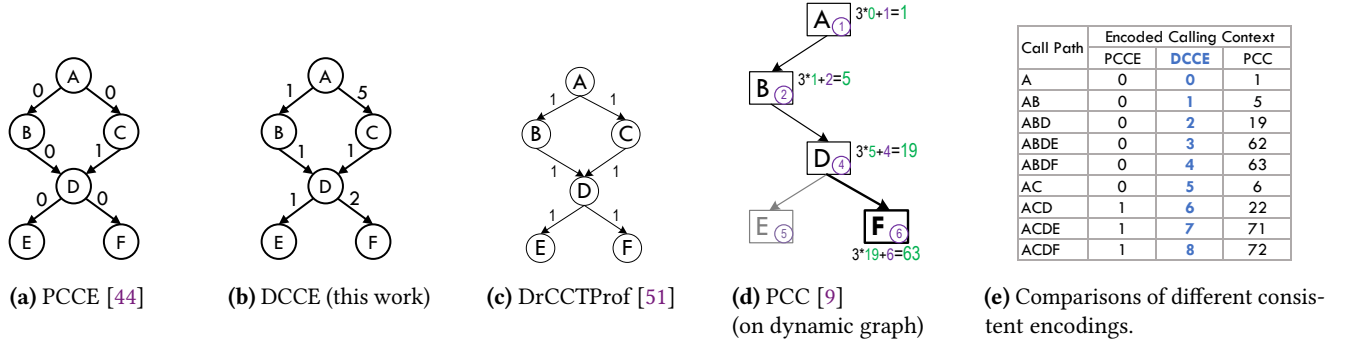 A
0
0
B
C
0
1
D
0
0
E
F
(a) PCCE [44]
A
1
5
B
C
1
1
D
1
2
E
F
(b) DCCE (this work)
A
1
1
B
C
1
1
D
1
1
E
F
(c) DrCCTProf [51]
A 1 3*0+1=1
B 2 3*1+2=5
D 4 3*5+4=19
E 5
F 6
3*19+6=63
(d) PCC [9]
(on dynamic graph)
Call Path Encoded Calling Context
PCCE DCCE PCC
A 0 0 1
AB 0 1 5
ABD 0 2 19
ABDE 0 3 62
ABDF 0 4 63
AC 0 5 6
ACD 1 6 22
ACDE 1 7 71
ACDF 1 8 72
(e) Comparisons of different consis-
tent encodings.